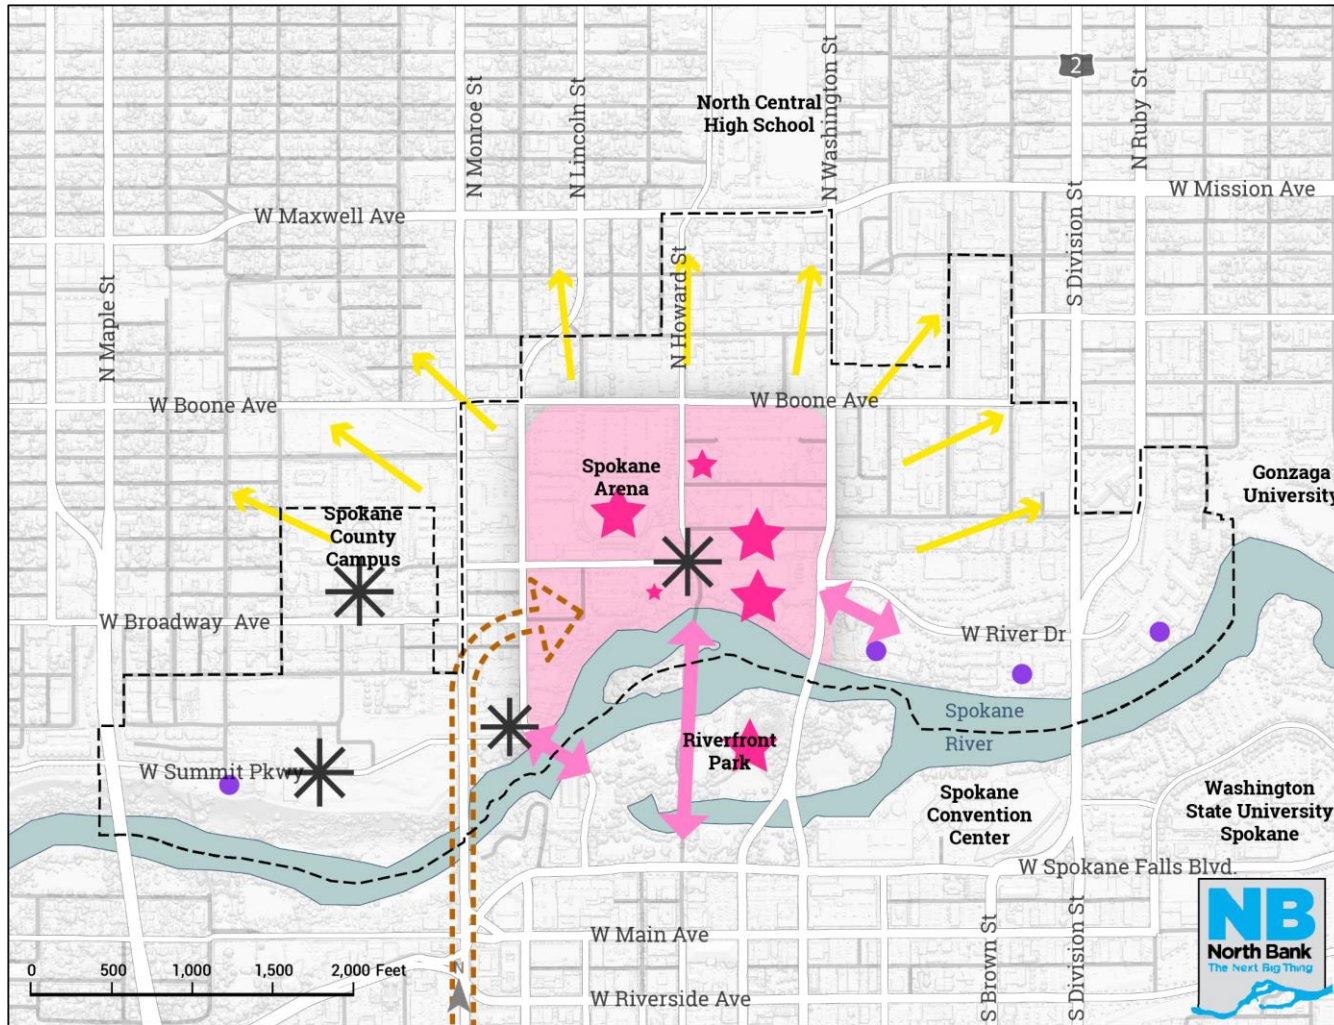 2
North Central
High School
N Monroe St
N Lincoln St
N Washington St
N Ruby St
W Mission Ave
W Maxwell Ave
S Division St
N Howard St
N Maple St
W Boone Ave
W Boone Ave
Spokane
Arena
Gonzaga
University
Spokane
County
Campus
W Broadway Ave
W River Dr
Spokane
River
Riverfront
Park
W Summit Pkwy
Spokane
Convention
Center
Washington
State University
Spokane
W Spokane Falls Blvd.
W Main Ave
S Brown St
S Division St
W Riverside Ave
0 500 1,000 1,500 2,000 Feet
N
NB
North Bank
The Next Big Thing